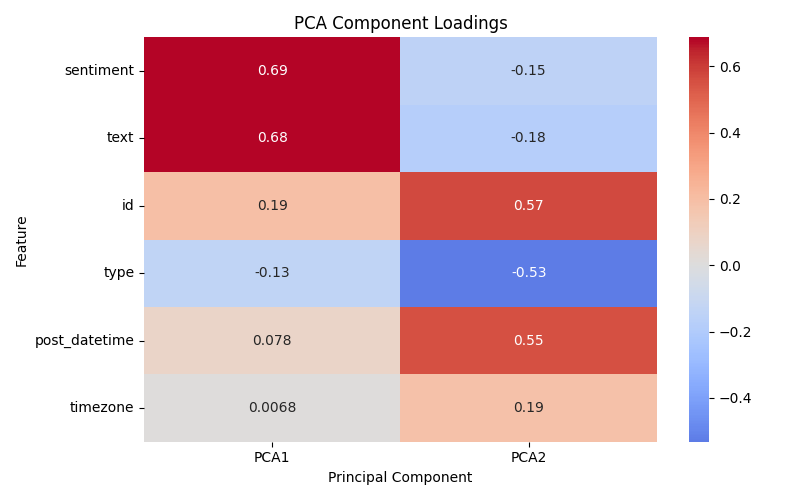 PCA Component Loadings
sentiment 0.69 -0.15
text 0.68 -0.18
id 0.19 0.57
type -0.13 -0.53
post_datetime 0.078 0.55
timezone 0.0068 0.19
PCA1 PCA2
Principal Component
Feature
0.6
0.4
0.2
0.0
−0.2
−0.4